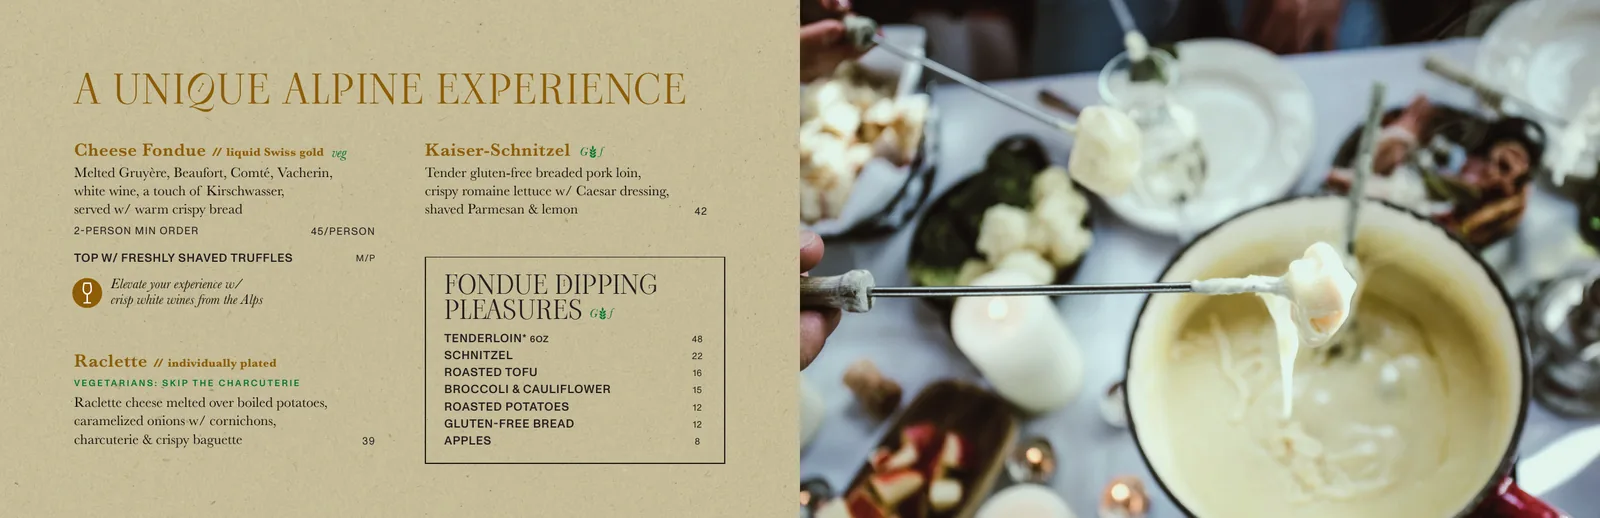 A UNIQUE ALPINE EXPERIENCE
Cheese Fondue // liquid Swiss gold veg
Melted Gruyère, Beaufort, Comté, Vacherin,
white wine, a touch of Kirschwasser,
served w/ warm crispy bread
2-PERSON MIN ORDER 45/PERSON
TOP W/ FRESHLY SHAVED TRUFFLES M/P
Elevate your experience w/
crisp white wines from the Alps
Raclette // individually plated
VEGETARIANS: SKIP THE CHARCUTERIE
Raclette cheese melted over boiled potatoes,
caramelized onions w/ cornichons,
charcuterie & crispy baguette 39
Kaiser-Schnitzel Gf
Tender gluten-free breaded pork loin,
crispy romaine lettuce w/ Caesar dressing,
shaved Parmesan & lemon 42
FONDUE DIPPING
PLEASURES Gf
TENDERLOIN* 6OZ 48
SCHNITZEL 22
ROASTED TOFU 16
BROCCOLI & CAULIFLOWER 15
ROASTED POTATOES 12
GLUTEN-FREE BREAD 12
APPLES 8